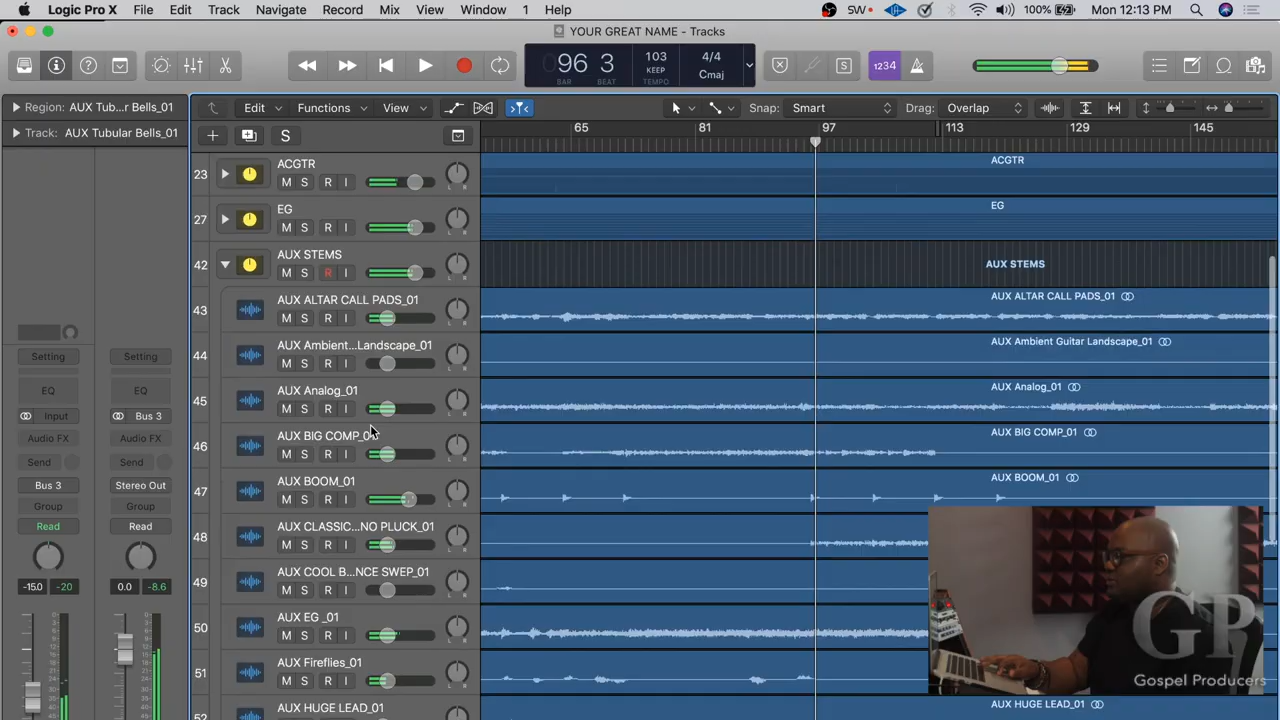 Logic Pro X File Edit Track Navigate Record Mix View Window 1 Help SW 100% Mon 12:13 PM
YOUR GREAT NAME - Tracks
96 3 103 4/4
BAR BEAT KEEP TEMPO Cmaj
1234
S
Region: AUX Tub...r Bells_01
Track: AUX Tubular Bells_01
Edit Functions View Snap: Smart Drag: Overlap
S
65 81 97 113 129 145
23 ACGTR
M S R I
L R
ACGTR
27 EG
M S R I
L R
EG
42 AUX STEMS
M S R I
L R
AUX STEMS
43 AUX ALTAR CALL PADS_01
M S R I
L R
AUX ALTAR CALL PADS_01
44 AUX Ambient...Landscape_01
M S R I
L R
AUX Ambient Guitar Landscape_01
45 AUX Analog_01
M S R I
L R
AUX Analog_01
46 AUX BIG COMP_01
M S R I
L R
AUX BIG COMP_01
47 AUX BOOM_01
M S R I
L R
AUX BOOM_01
48 AUX CLASSIC...NO PLUCK_01
M S R I
L R
49 AUX COOL B...NCE SWEP_01
M S R I
L R
50 AUX EG _01
M S R I
L R
51 AUX Fireflies_01
M S R I
L R
52 AUX HUGE LEAD_01
AUX HUGE LEAD_01
Setting Setting
EQ EQ
Input Bus 3
Audio FX Audio FX
Send Send
Bus 3 Stereo Out
Group Group
Read Read
-15.0 -20 0.0 -8.6
GP
Gospel Producers